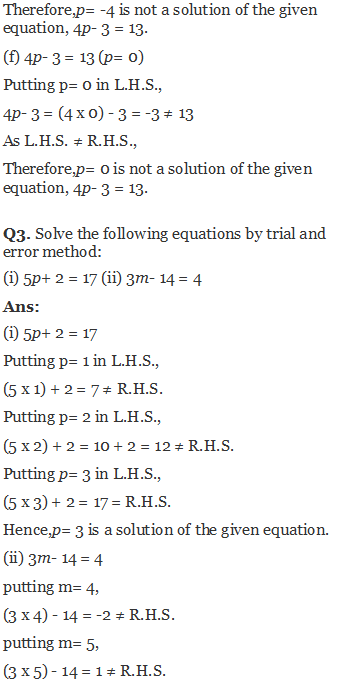 Therefore,p= -4 is not a solution of the given
equation, 4p- 3 = 13.
(f) 4p- 3 = 13 (p= 0)
Putting p= 0 in L.H.S.,
4p- 3 = (4 x 0) - 3 = -3 ≠ 13
As L.H.S. ≠ R.H.S.,
Therefore,p= 0 is not a solution of the given
equation, 4p- 3 = 13.
Q3. Solve the following equations by trial and
error method:
(i) 5p+ 2 = 17 (ii) 3m- 14 = 4
Ans:
(i) 5p+ 2 = 17
Putting p= 1 in L.H.S.,
(5 x 1) + 2 = 7 ≠ R.H.S.
Putting p= 2 in L.H.S.,
(5 x 2) + 2 = 10 + 2 = 12 ≠ R.H.S.
Putting p= 3 in L.H.S.,
(5 x 3) + 2 = 17 = R.H.S.
Hence,p= 3 is a solution of the given equation.
(ii) 3m- 14 = 4
putting m= 4,
(3 x 4) - 14 = -2 ≠ R.H.S.
putting m= 5,
(3 x 5) - 14 = 1 ≠ R.H.S.